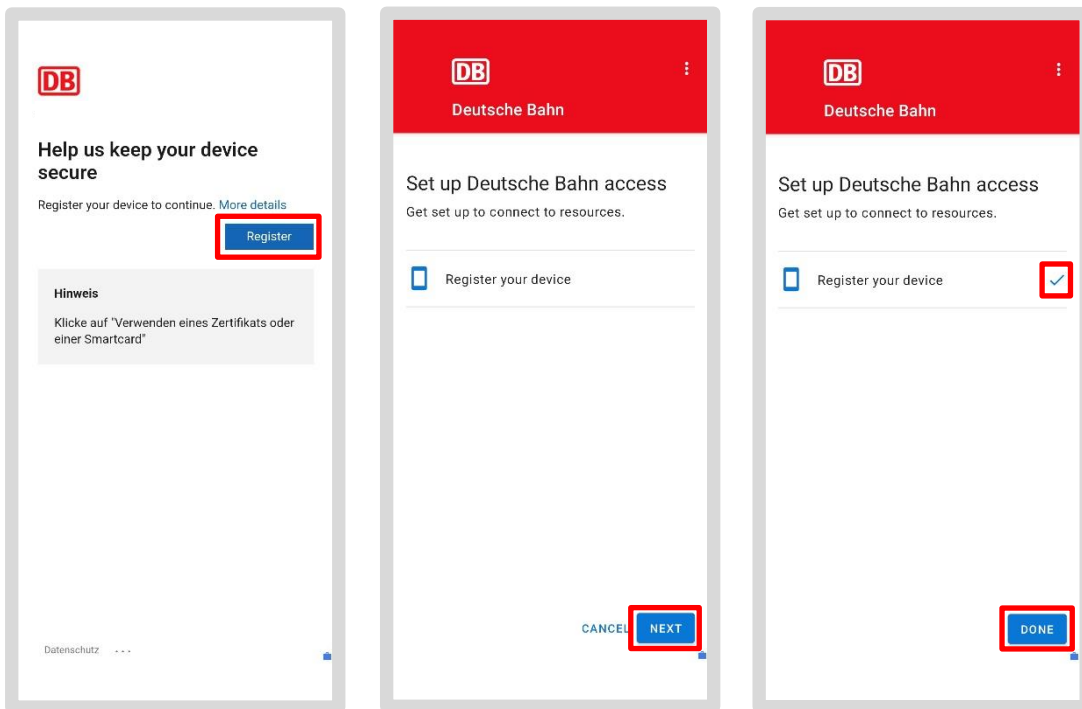 DB
Help us keep your device
secure
Register your device to continue. More details
Register
Hinweis
Klicke auf "Verwenden eines Zertifikats oder
einer Smartcard"
Datenschutz ...
DB
Deutsche Bahn
Set up Deutsche Bahn access
Get set up to connect to resources.
Register your device
CANCEL NEXT
DB
Deutsche Bahn
Set up Deutsche Bahn access
Get set up to connect to resources.
Register your device
DONE